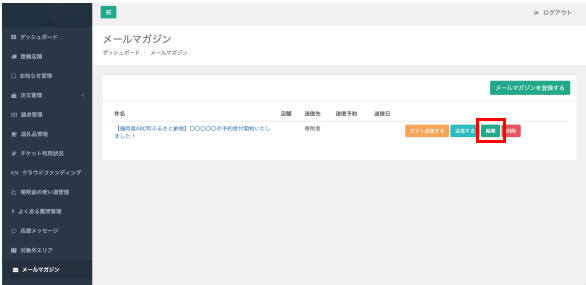 ログアウト
ダッシュボード
登録店舗
お知らせ管理
注文管理
請求管理
返礼品管理
チケット利用状況
クラウドファンディング
寄附金の使い道管理
よくある質問管理
応援メッセージ
対象外エリア
メールマガジン
メールマガジン
ダッシュボード / メールマガジン
メールマガジンを登録する
件名 店舗 送信先 送信予約 送信日
【福岡県ABC町ふるさと納税】〇〇〇〇〇の予約受付開始いたし
ました！
寄附者
テスト送信する 送信する 編集 削除